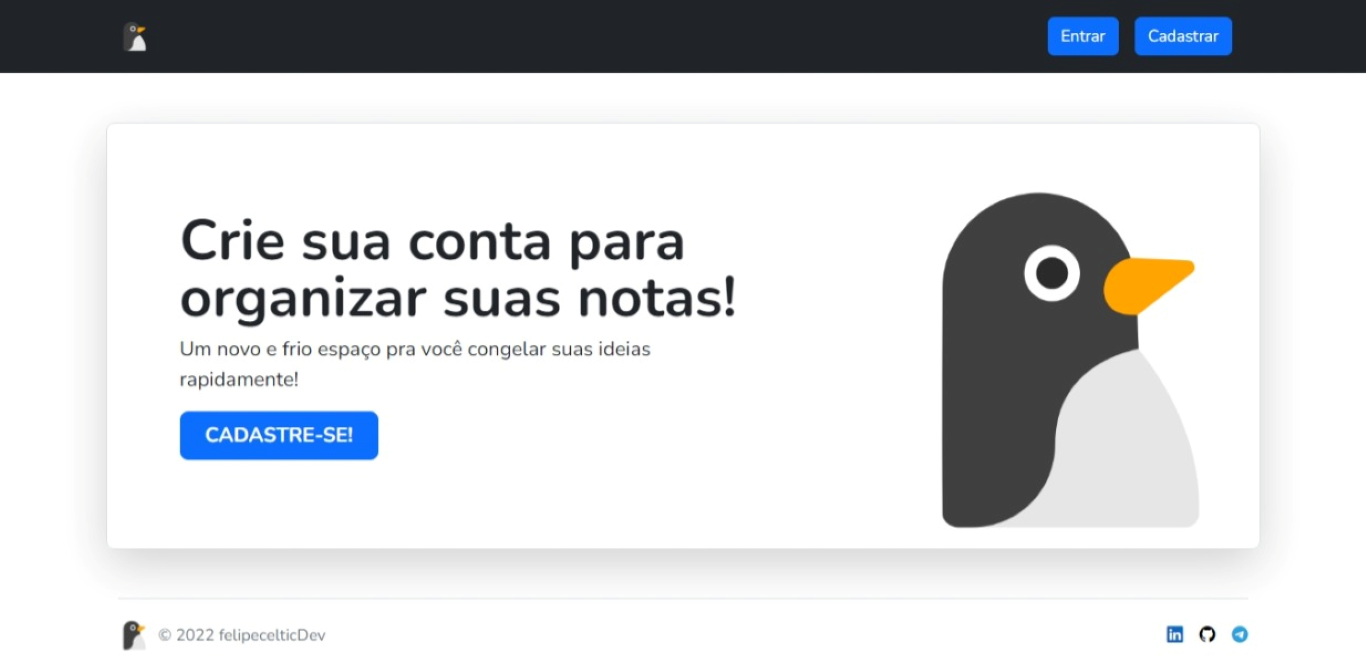 Entrar
Cadastrar
Crie sua conta para
organizar suas notas!
Um novo e frio espaço pra você congelar suas ideias
rapidamente!
CADASTRE-SE!
© 2022 felipecelticDev
in